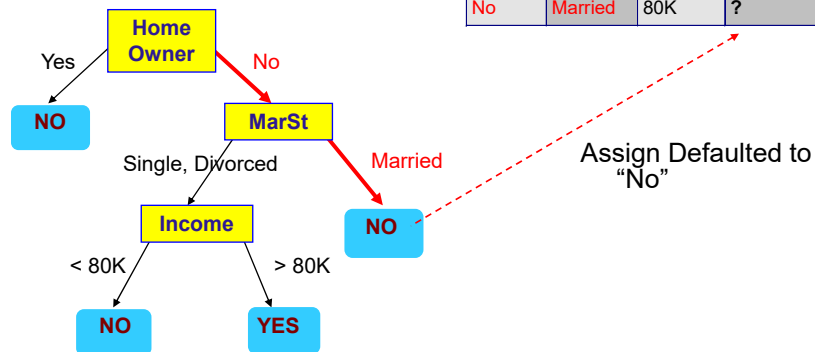 No Married 80K ?
Home
Owner
Yes
No
NO
MarSt
Single, Divorced
Married
Assign Defaulted to
“No”
Income
NO
< 80K
> 80K
NO
YES